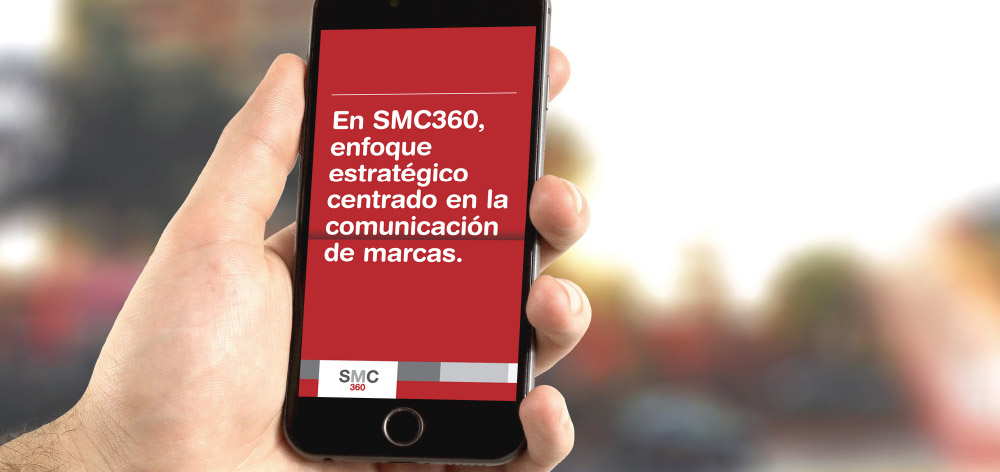 En SMC360,
enfoque
estratégico
centrado en la
comunicación
de marcas.
SMC
360